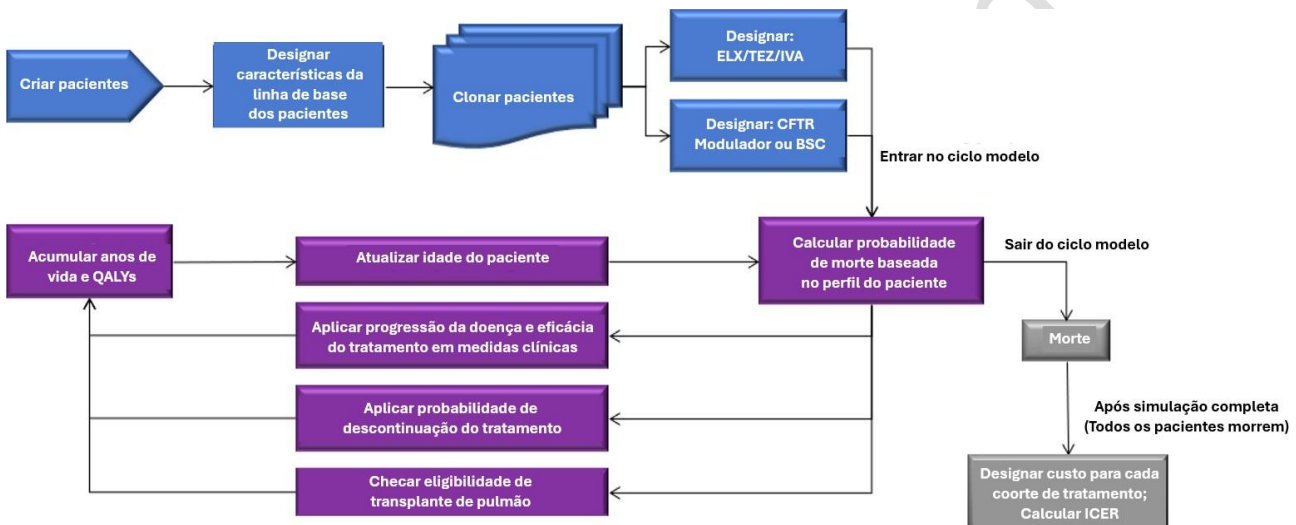 Criar pacientes
Designar
características da
linha de base
dos pacientes
Clonar pacientes
Designar:
ELX/TEZ/IVA
Designar: CFTR
Modulador ou BSC
Entrar no ciclo modelo
Acumular anos de
vida e QALYs
Atualizar idade do paciente
Calcular probabilidade
de morte baseada
no perfil do paciente
Sair do ciclo modelo
Aplicar progressão da doença e eficácia
do tratamento em medidas clínicas
Morte
Aplicar probabilidade de
descontinuação do tratamento
Após simulação completa
(Todos os pacientes morrem)
Checar eligibilidade de
transplante de pulmão
Designar custo para cada
coorte de tratamento;
Calcular ICER